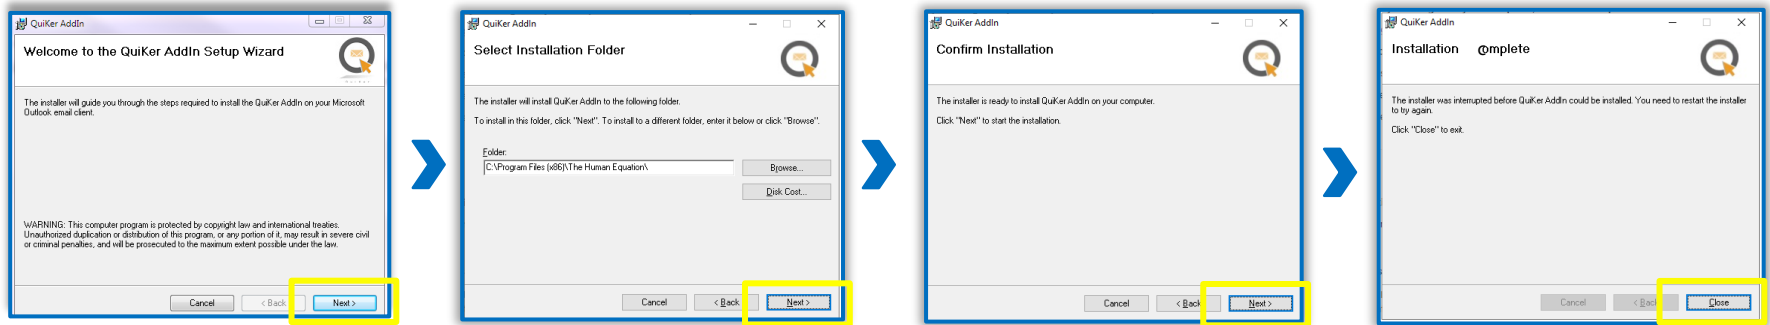 QuiKer AddIn
Welcome to the QuiKer AddIn Setup Wizard
The installer will guide you through the steps required to install the QuiKer AddIn on your Microsoft
Outlook email client.
WARNING: This computer program is protected by copyright law and international treaties.
Unauthorized duplication or distribution of this program, or any portion of it, may result in severe civil
or criminal penalties, and will be prosecuted to the maximum extent possible under the law.
Cancel
< Back
Next >
QuiKer AddIn
Select Installation Folder
The installer will install QuiKer AddIn to the following folder.
To install in this folder, click "Next". To install to a different folder, enter it below or click "Browse".
Folder:
C:\Program Files (x86)\The Human Equation\
Browse...
Disk Cost...
Cancel
< Back
Next >
QuiKer AddIn
Confirm Installation
The installer is ready to install QuiKer AddIn on your computer.
Click "Next" to start the installation.
Cancel
< Back
Next >
QuiKer AddIn
Installation omplete
The installer was interrupted before QuiKer AddIn could be installed. You need to restart the installer
to try again.
Click "Close" to exit.
Cancel
< Back
Close